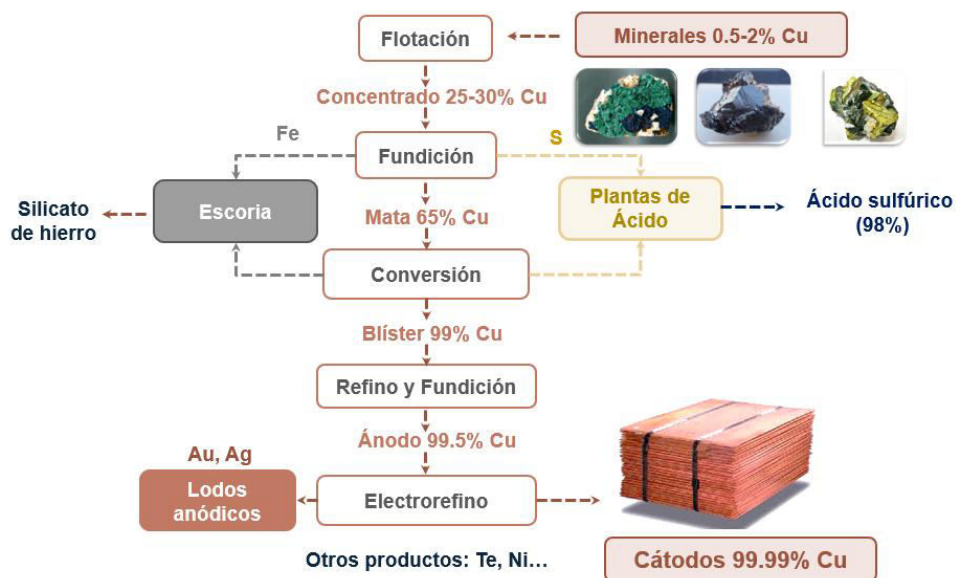 Flotación
Minerales 0.5-2% Cu
Concentrado 25-30% Cu
Fe
S
Fundición
Silicato
de hierro
Escoria
Mata 65% Cu
Plantas de
Ácido
Ácido sulfúrico
(98%)
Conversión
Blíster 99% Cu
Refino y Fundición
Ánodo 99.5% Cu
Au, Ag
Lodos
anódicos
Electrorefino
Otros productos: Te, Ni...
Cátodos 99.99% Cu